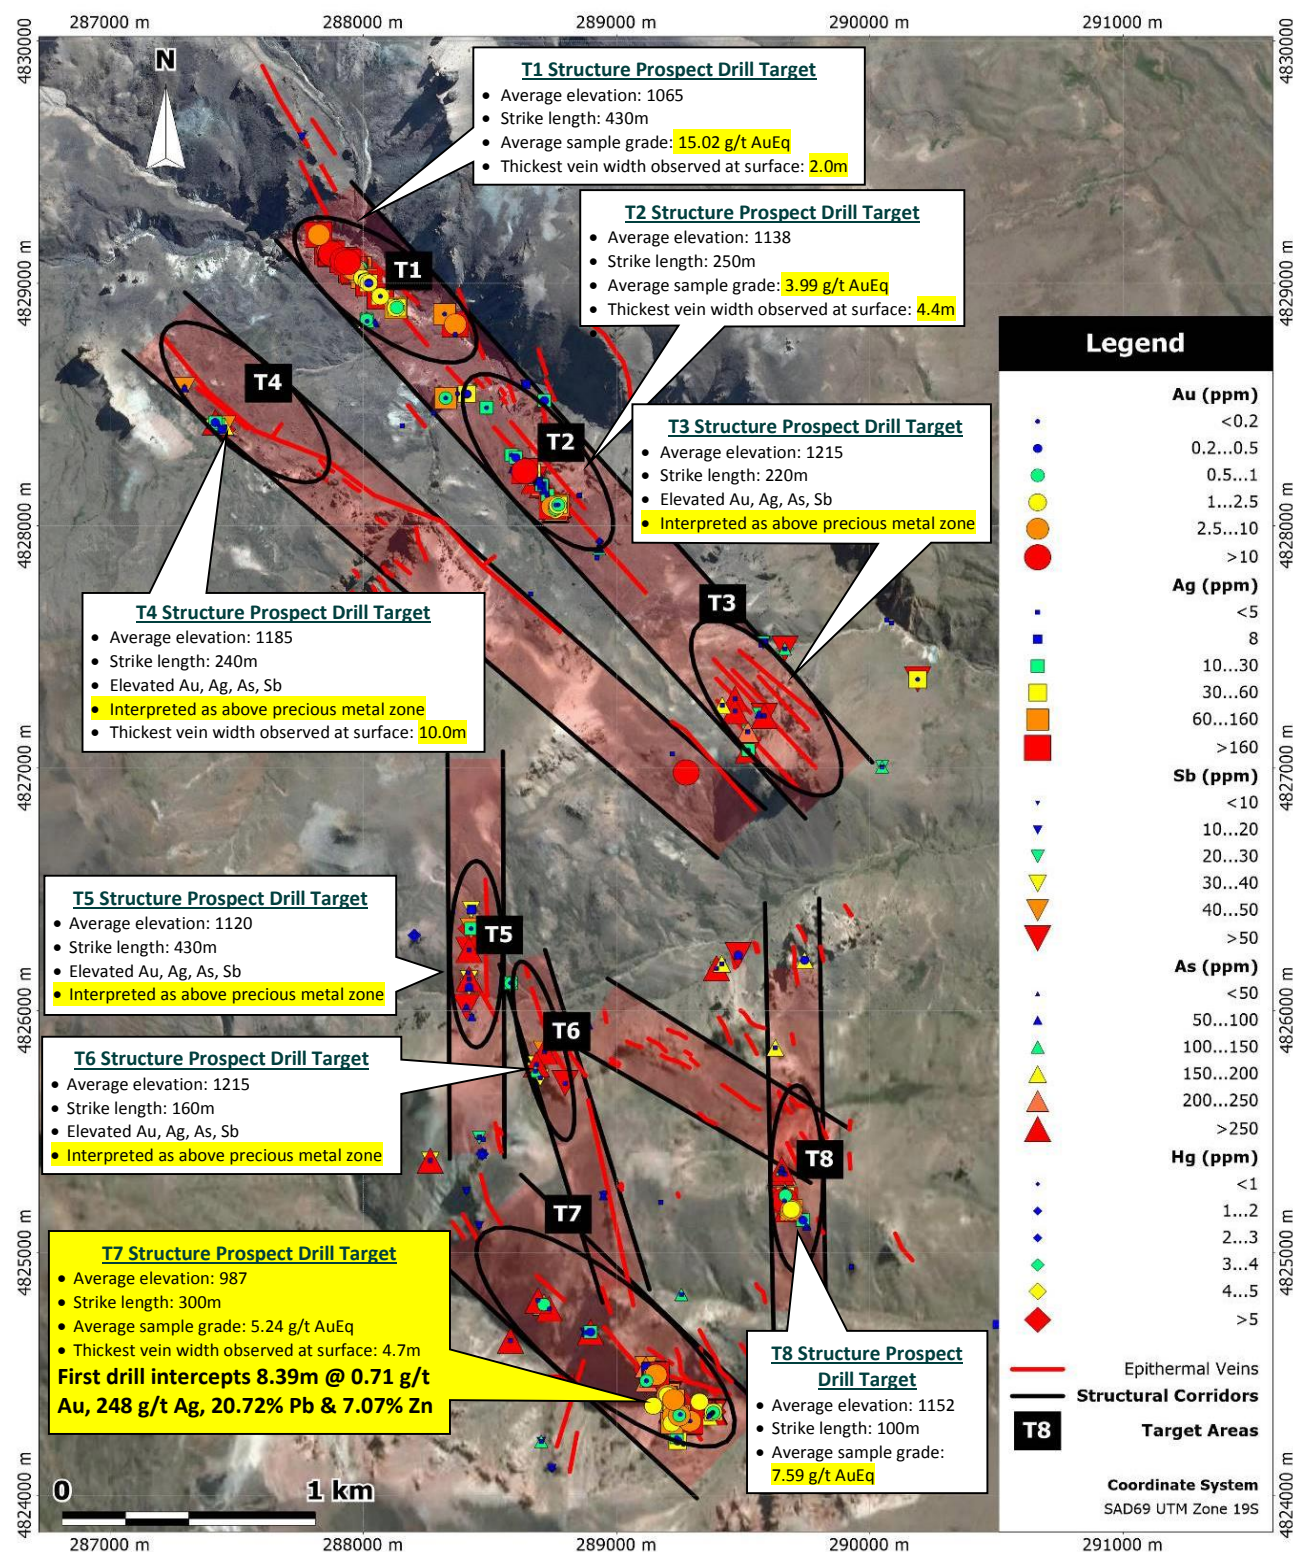 287000 m
288000 m
289000 m
290000 m
291000 m
4830000
4830000
N
T1 Structure Prospect Drill Target
• Average elevation: 1065
• Strike length: 430m
• Average sample grade: 15.02 g/t AuEq
• Thickest vein width observed at surface: 2.0m
T2 Structure Prospect Drill Target
• Average elevation: 1138
• Strike length: 250m
• Average sample grade: 3.99 g/t AuEq
• Thickest vein width observed at surface: 4.4m
T1
4829000 m
4829000 m
T4
T2
T3 Structure Prospect Drill Target
• Average elevation: 1215
• Strike length: 220m
• Elevated Au, Ag, As, Sb
• Interpreted as above precious metal zone
4828000 m
4828000 m
T3
T4 Structure Prospect Drill Target
• Average elevation: 1185
• Strike length: 240m
• Elevated Au, Ag, As, Sb
• Interpreted as above precious metal zone
• Thickest vein width observed at surface: 10.0m
4827000 m
4827000 m
T5 Structure Prospect Drill Target
• Average elevation: 1120
• Strike length: 430m
• Elevated Au, Ag, As, Sb
• Interpreted as above precious metal zone
T5
4826000 m
4826000 m
T6
T6 Structure Prospect Drill Target
• Average elevation: 1215
• Strike length: 160m
• Elevated Au, Ag, As, Sb
• Interpreted as above precious metal zone
T8
T7
4825000 m
4825000 m
T7 Structure Prospect Drill Target
• Average elevation: 987
• Strike length: 300m
• Average sample grade: 5.24 g/t AuEq
• Thickest vein width observed at surface: 4.7m
First drill intercepts 8.39m @ 0.71 g/t
Au, 248 g/t Ag, 20.72% Pb & 7.07% Zn
T8 Structure Prospect
Drill Target
• Average elevation: 1152
• Strike length: 100m
• Average sample grade:
7.59 g/t AuEq
4824000 m
4824000 m
0
1 km
287000 m
288000 m
289000 m
290000 m
291000 m
Legend
Au (ppm)
<0.2
0.2...0.5
0.5...1
1...2.5
2.5...10
>10
Ag (ppm)
<5
8
10...30
30...60
60...160
>160
Sb (ppm)
<10
10...20
20...30
30...40
40...50
>50
As (ppm)
<50
50...100
100...150
150...200
200...250
>250
Hg (ppm)
<1
1...2
2...3
3...4
4...5
>5
Epithermal Veins
Structural Corridors
T8 Target Areas
Coordinate System
SAD69 UTM Zone 19S